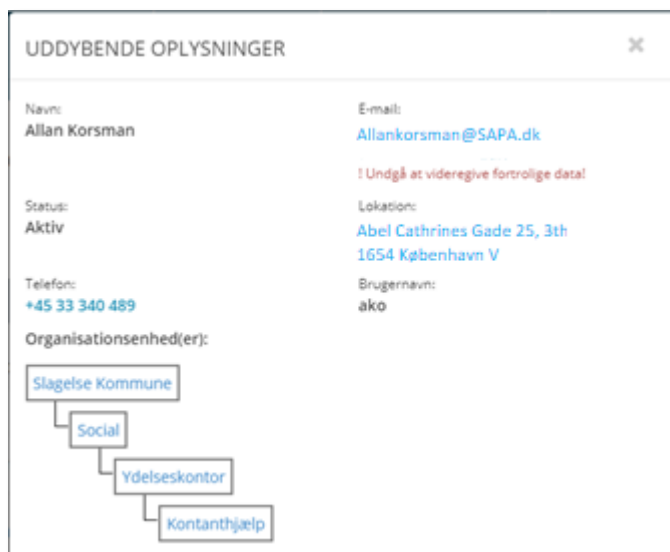 UDDYBENDE OPLYSNINGER
Navn:
Allan Korsman
E-mail:
Allankorsman@SAPA.dk
! Undgå at videregive fortrolige data!
Status:
Aktiv
Lokation:
Abel Cathrines Gade 25, 3th
1654 København V
Telefon:
+45 33 340 489
Brugernavn:
ako
Organisationsenhed(er):
Slagelse Kommune
Social
Ydelseskontor
Kontanthjælp